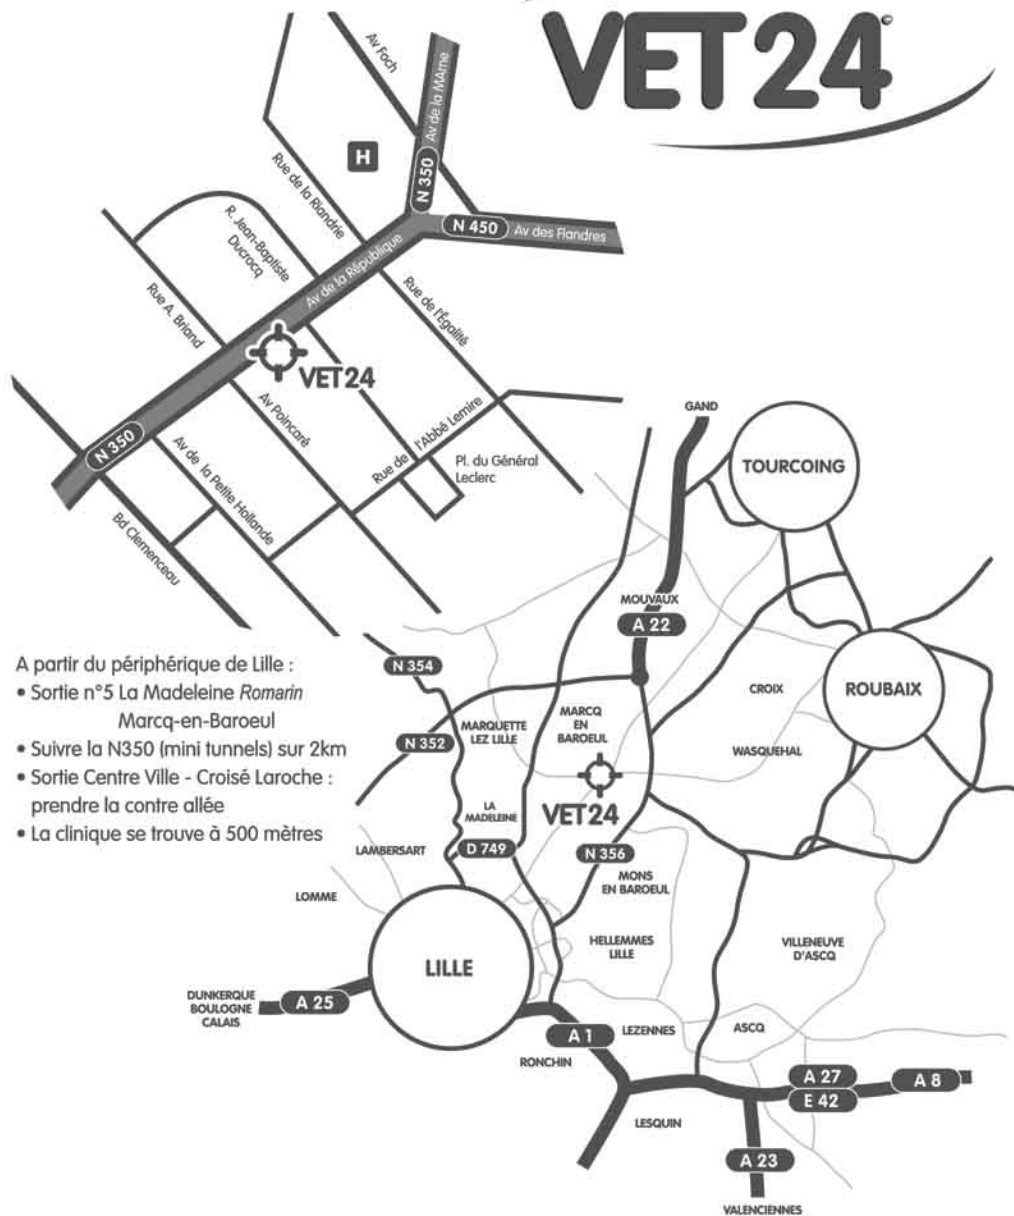 VET24©
Av Foch
Av de la MArne
H
N 350
Rue de la Riandrie
N 450
Av des Flandres
R. Jean-Baptiste
Ducrocq
Av de la République
Rue A. Briand
Rue de l'Égalité
VET24
Av Poincaré
Rue de l'Abbé Lemire
N 350
Av de la Petite Hollande
Pl. du Général
Leclerc
Bd Clemenceau
A partir du périphérique de Lille :
• Sortie n°5 La Madeleine Romarin
Marcq-en-Baroeul
• Suivre la N350 (mini tunnels) sur 2km
• Sortie Centre Ville - Croisé Laroche :
prendre la contre allée
• La clinique se trouve à 500 mètres
GAND
TOURCOING
MOUVAUX
A 22
N 354
CROIX
ROUBAIX
MARQUETTE
LEZ LILLE
MARCQ
EN
BAROEUL
N 352
WASQUEHAL
VET24
LA
MADELEINE
D 749
N 356
LAMBERSART
MONS
EN BAROEUL
LOMME
HELLEMMES
LILLE
VILLENEUVE
D'ASCQ
LILLE
DUNKERQUE
BOULOGNE
CALAIS
A 25
A 1
LEZENNES
ASCQ
RONCHIN
A 27
E 42
A 8
LESQUIN
A 23
VALENCIENNES